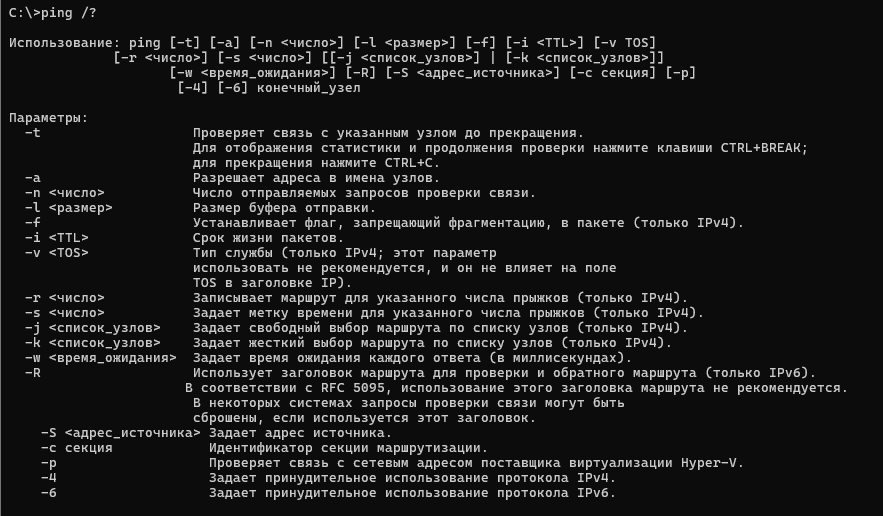 C:\>ping /?
Использование: ping [-t] [-a] [-n <число>] [-l <размер>] [-f] [-i <TTL>] [-v TOS]
[-r <число>] [-s <число>] [[-j <список_узлов>] | [-k <список_узлов>]]
[-w <время_ожидания>] [-R] [-S <адрес_источника>] [-c секция] [-p]
[-4] [-6] конечный_узел
Параметры:
-t Проверяет связь с указанным узлом до прекращения.
Для отображения статистики и продолжения проверки нажмите клавиши CTRL+BREAK;
для прекращения нажмите CTRL+C.
-a Разрешает адреса в имена узлов.
-n <число> Число отправляемых запросов проверки связи.
-l <размер> Размер буфера отправки.
-f Устанавливает флаг, запрещающий фрагментацию, в пакете (только IPv4).
-i <TTL> Срок жизни пакетов.
-v <TOS> Тип службы (только IPv4; этот параметр
использовать не рекомендуется, и он не влияет на поле
TOS в заголовке IP).
-r <число> Записывает маршрут для указанного числа прыжков (только IPv4).
-s <число> Задает метку времени для указанного числа прыжков (только IPv4).
-j <список_узлов> Задает свободный выбор маршрута по списку узлов (только IPv4).
-k <список_узлов> Задает жесткий выбор маршрута по списку узлов (только IPv4).
-w <время_ожидания> Задает время ожидания каждого ответа (в миллисекундах).
-R Использует заголовок маршрута для проверки и обратного маршрута (только IPv6).
В соответствии с RFC 5095, использование этого заголовка маршрута не рекомендуется.
В некоторых системах запросы проверки связи могут быть
сброшены, если используется этот заголовок.
-S <адрес_источника> Задает адрес источника.
-c секция Идентификатор секции маршрутизации.
-p Проверяет связь с сетевым адресом поставщика виртуализации Hyper-V.
-4 Задает принудительное использование протокола IPv4.
-6 Задает принудительное использование протокола IPv6.